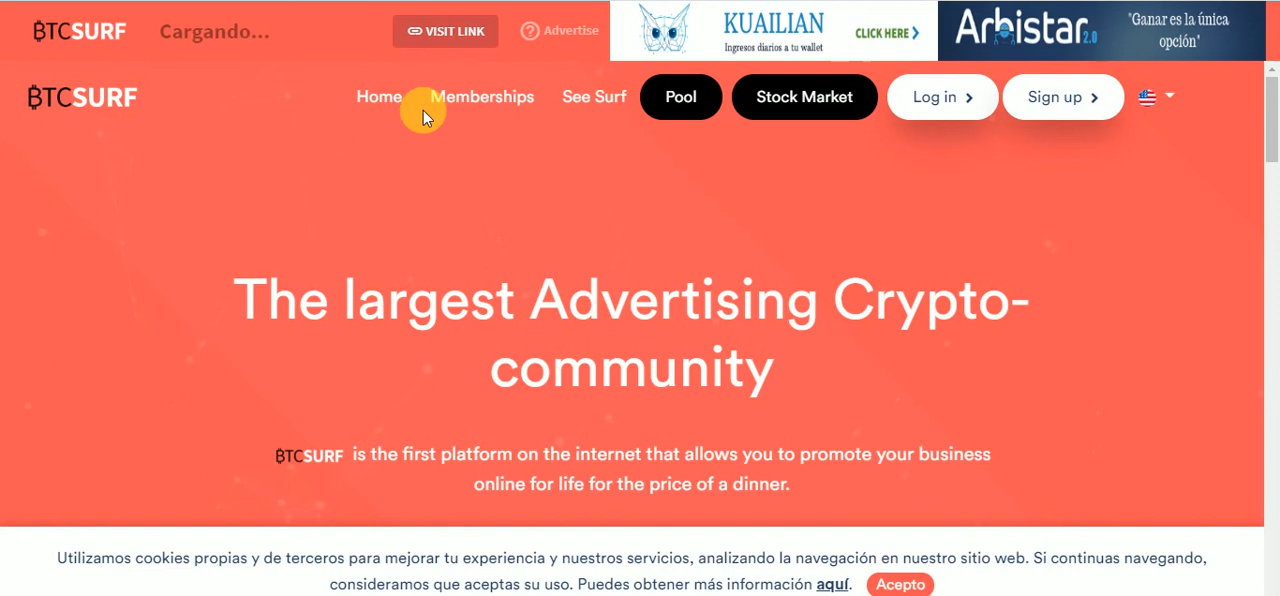 ₿TCSURF Cargando... VISIT LINK Advertise
KUAILIAN
Ingresos diarios a tu wallet
CLICK HERE
Arbistar 2.0
"Ganar es la única
opción"
₿TCSURF Home Memberships See Surf Pool Stock Market Log in Sign up
The largest Advertising Crypto-
community
₿TCSURF is the first platform on the internet that allows you to promote your business
online for life for the price of a dinner.
Utilizamos cookies propias y de terceros para mejorar tu experiencia y nuestros servicios, analizando la navegación en nuestro sitio web. Si continuas navegando,
consideramos que aceptas su uso. Puedes obtener más información aquí. Acepto